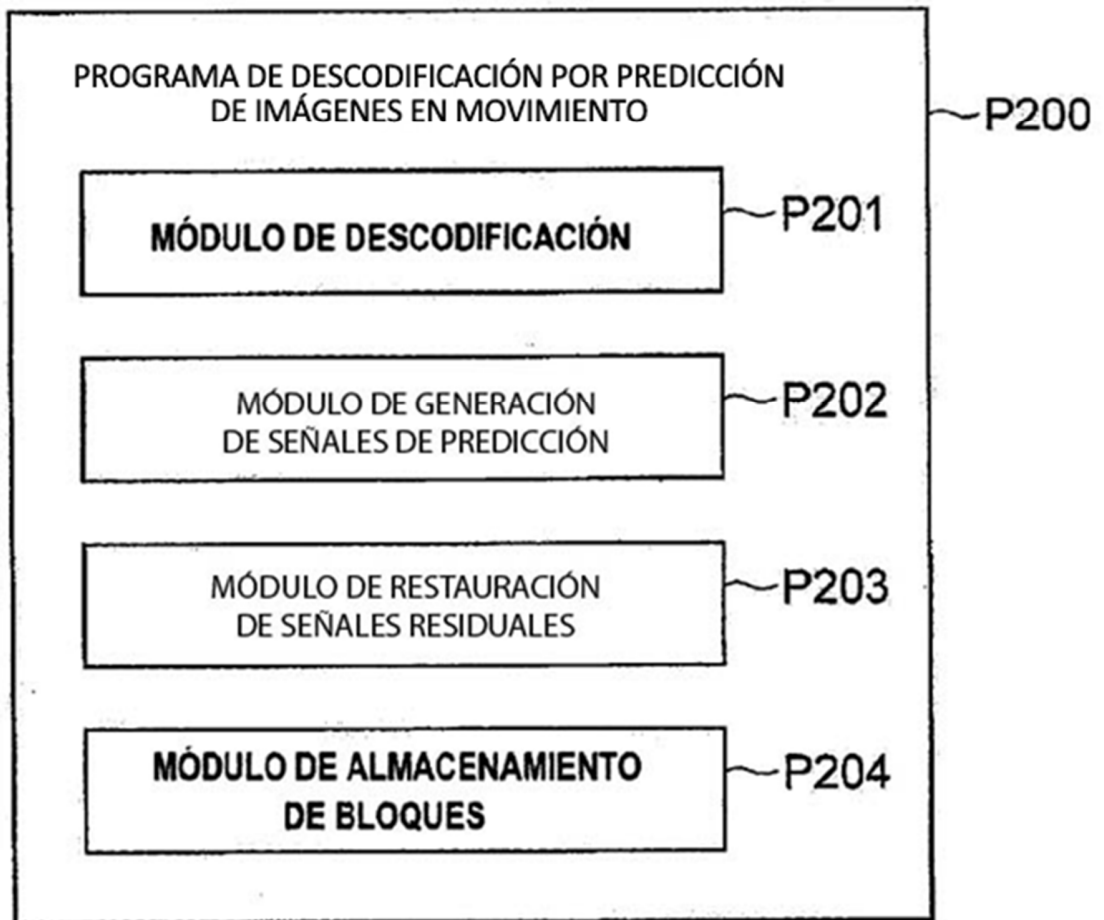 PROGRAMA DE DESCODIFICACIÓN POR PREDICCIÓN
DE IMÁGENES EN MOVIMIENTO
P200
MÓDULO DE DESCODIFICACIÓN
P201
MÓDULO DE GENERACIÓN
DE SEÑALES DE PREDICCIÓN
P202
MÓDULO DE RESTAURACIÓN
DE SEÑALES RESIDUALES
P203
MÓDULO DE ALMACENAMIENTO
DE BLOQUES
P204